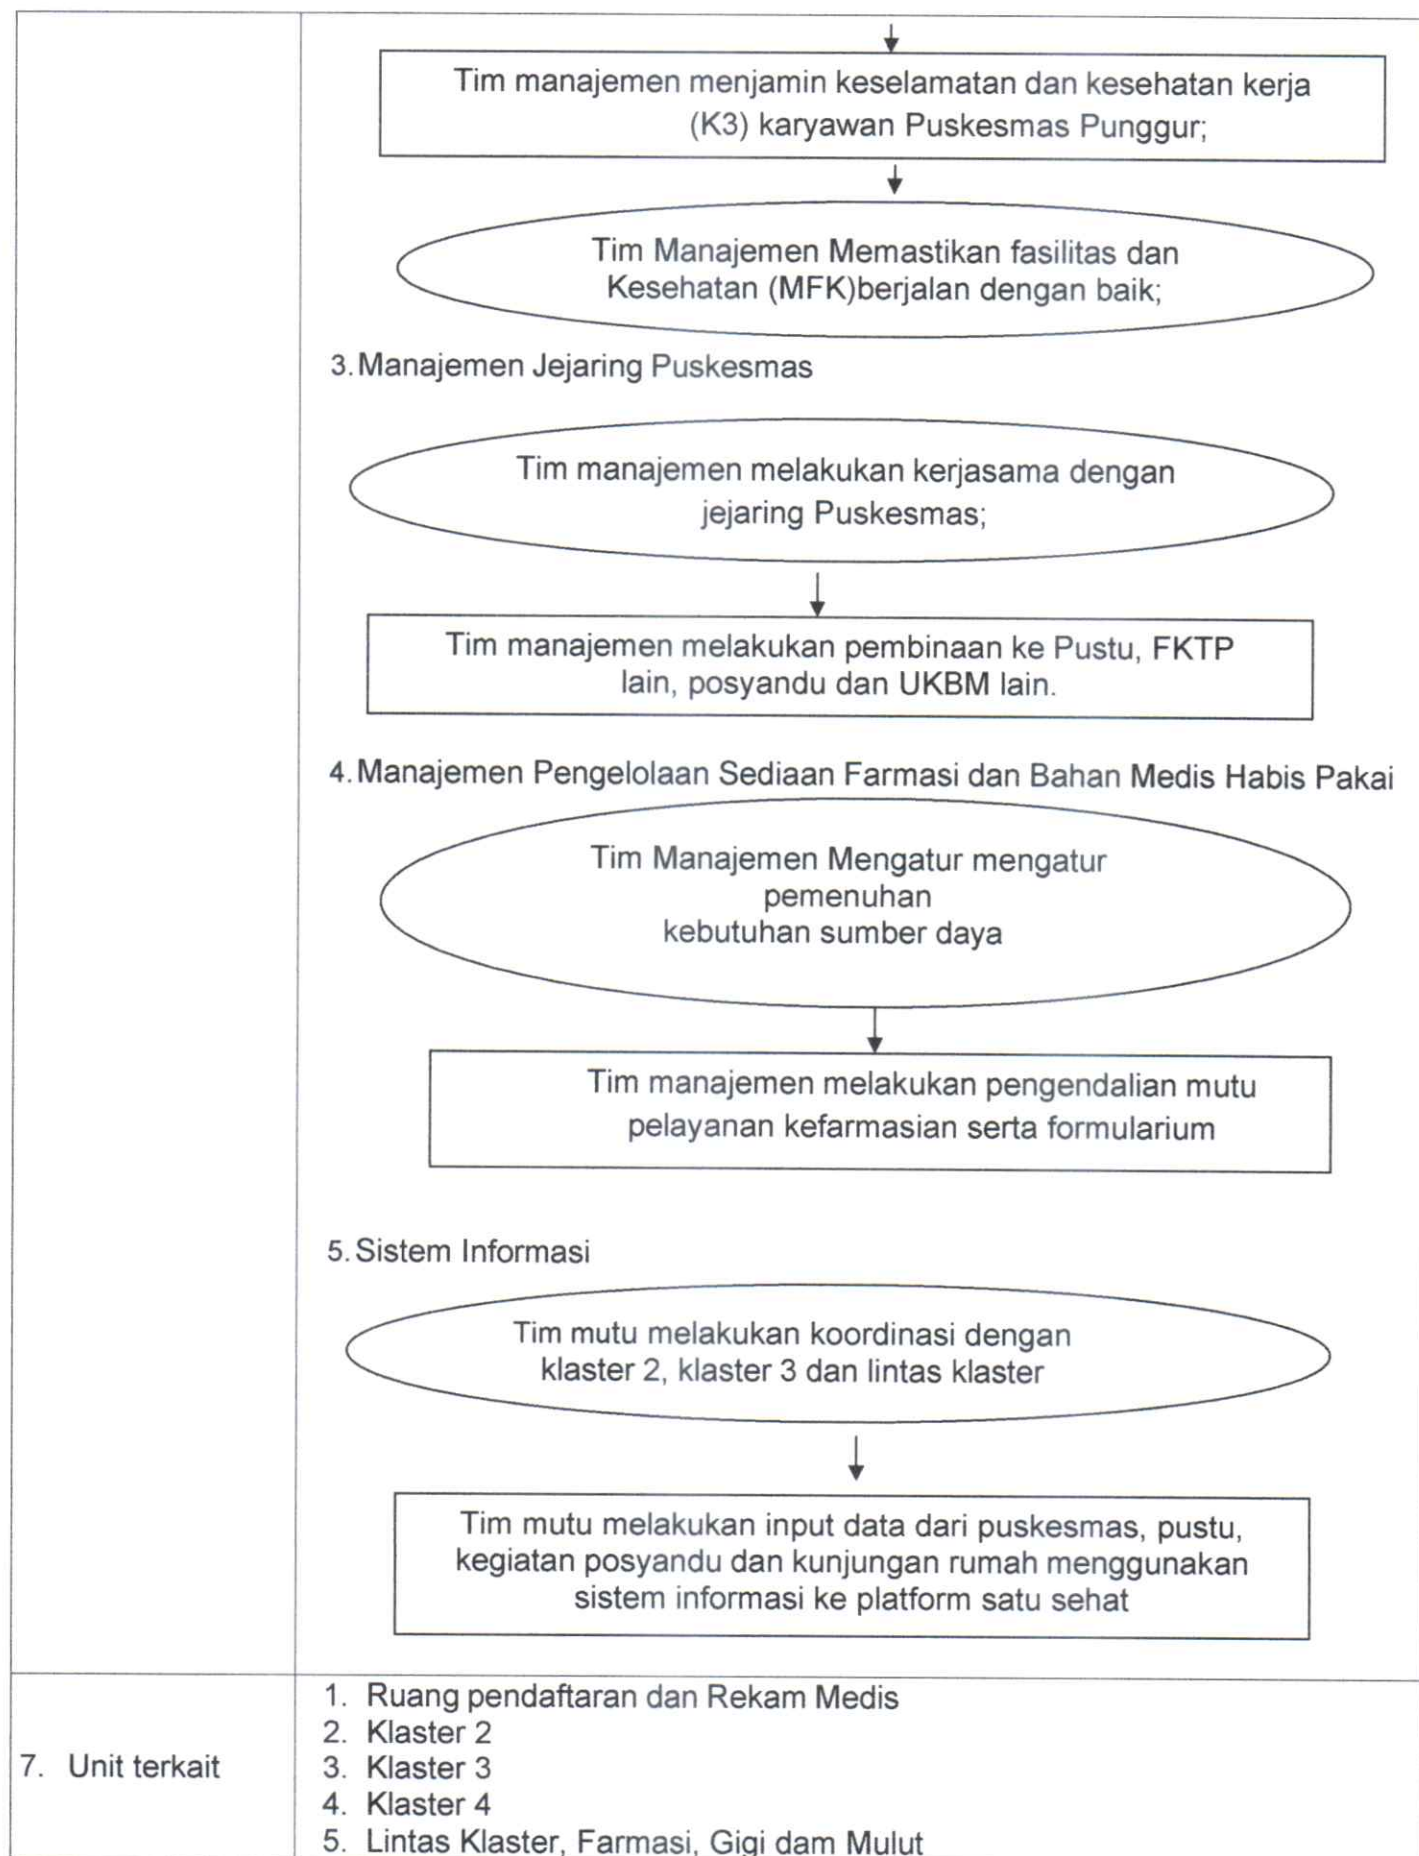 Tim manajemen menjamin keselamatan dan kesehatan kerja
(K3) karyawan Puskesmas Punggur;
Tim Manajemen Memastikan fasilitas dan
Kesehatan (MFK)berjalan dengan baik;
3. Manajemen Jejaring Puskesmas
Tim manajemen melakukan kerjasama dengan
jejaring Puskesmas;
Tim manajemen melakukan pembinaan ke Pustu, FKTP
lain, posyandu dan UKBM lain.
4. Manajemen Pengelolaan Sediaan Farmasi dan Bahan Medis Habis Pakai
Tim Manajemen Mengatur mengatur
pemenuhan
kebutuhan sumber daya
Tim manajemen melakukan pengendalian mutu
pelayanan kefarmasian serta formularium
5. Sistem Informasi
Tim mutu melakukan koordinasi dengan
klaster 2, klaster 3 dan lintas klaster
Tim mutu melakukan input data dari puskesmas, pustu,
kegiatan posyandu dan kunjungan rumah menggunakan
sistem informasi ke platform satu sehat
7. Unit terkait
1. Ruang pendaftaran dan Rekam Medis
2. Klaster 2
3. Klaster 3
4. Klaster 4
5. Lintas Klaster, Farmasi, Gigi dam Mulut